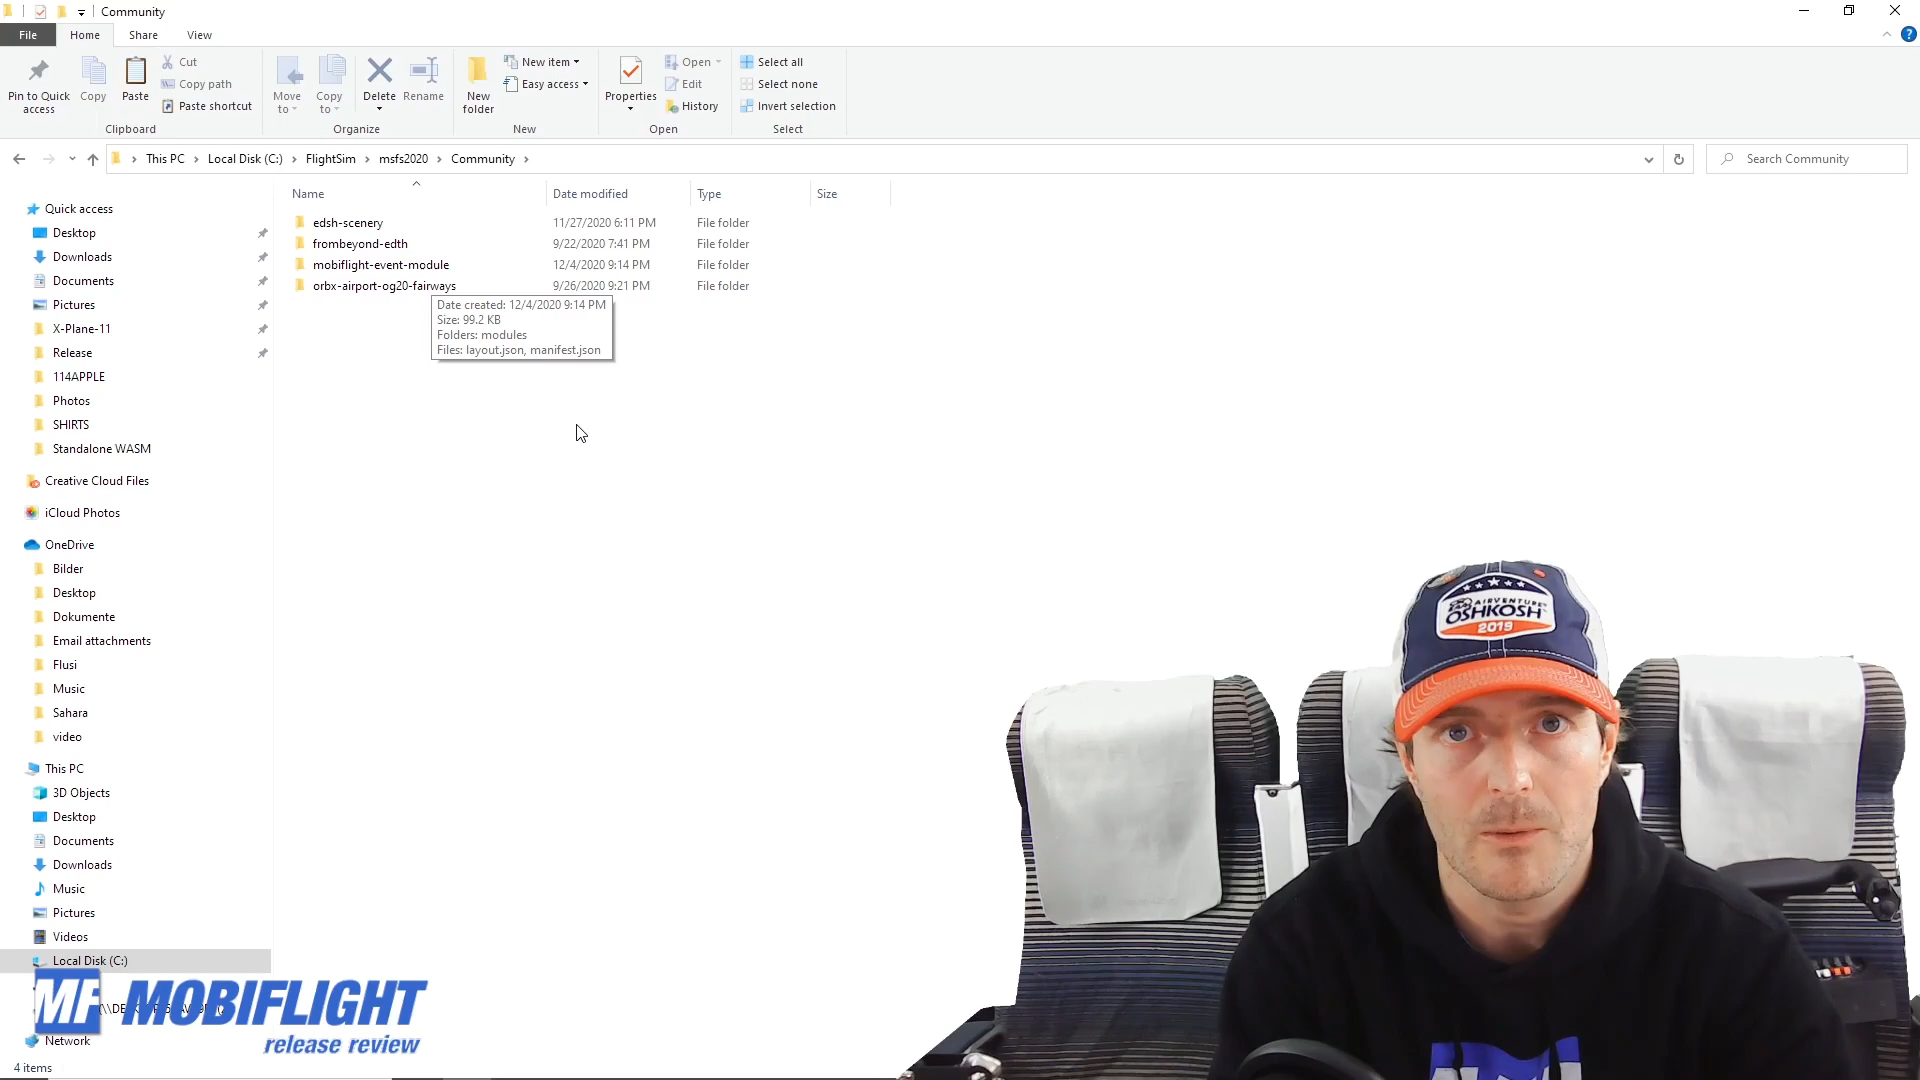 Community
File
Home
Share
View
Pin to Quick access
Copy
Paste
Cut
Copy path
Paste shortcut
Clipboard
Move to
Copy to
Delete
Rename
Organize
New folder
New item
Easy access
New
Properties
Open
Edit
History
Open
Select all
Select none
Invert selection
Select
This PC > Local Disk (C:) > FlightSim > msfs2020 > Community >
Search Community
Name
Date modified
Type
Size
edsh-scenery 11/27/2020 6:11 PM File folder
frombeyond-edth 9/22/2020 7:41 PM File folder
mobiflight-event-module 12/4/2020 9:14 PM File folder
orbx-airport-og20-fairways 9/26/2020 9:21 PM File folder
Date created: 12/4/2020 9:14 PM
Size: 99.2 KB
Folders: modules
Files: layout.json, manifest.json
Quick access
Desktop
Downloads
Documents
Pictures
X-Plane-11
Release
114APPLE
Photos
SHIRTS
Standalone WASM
Creative Cloud Files
iCloud Photos
OneDrive
Bilder
Desktop
Dokumente
Email attachments
Flusi
Music
Sahara
video
This PC
3D Objects
Desktop
Documents
Downloads
Music
Pictures
Videos
Local Disk (C:)
Network
4 items
MF MOBIFLIGHT
release review
AIRVENTURE
OSHKOSH
2019